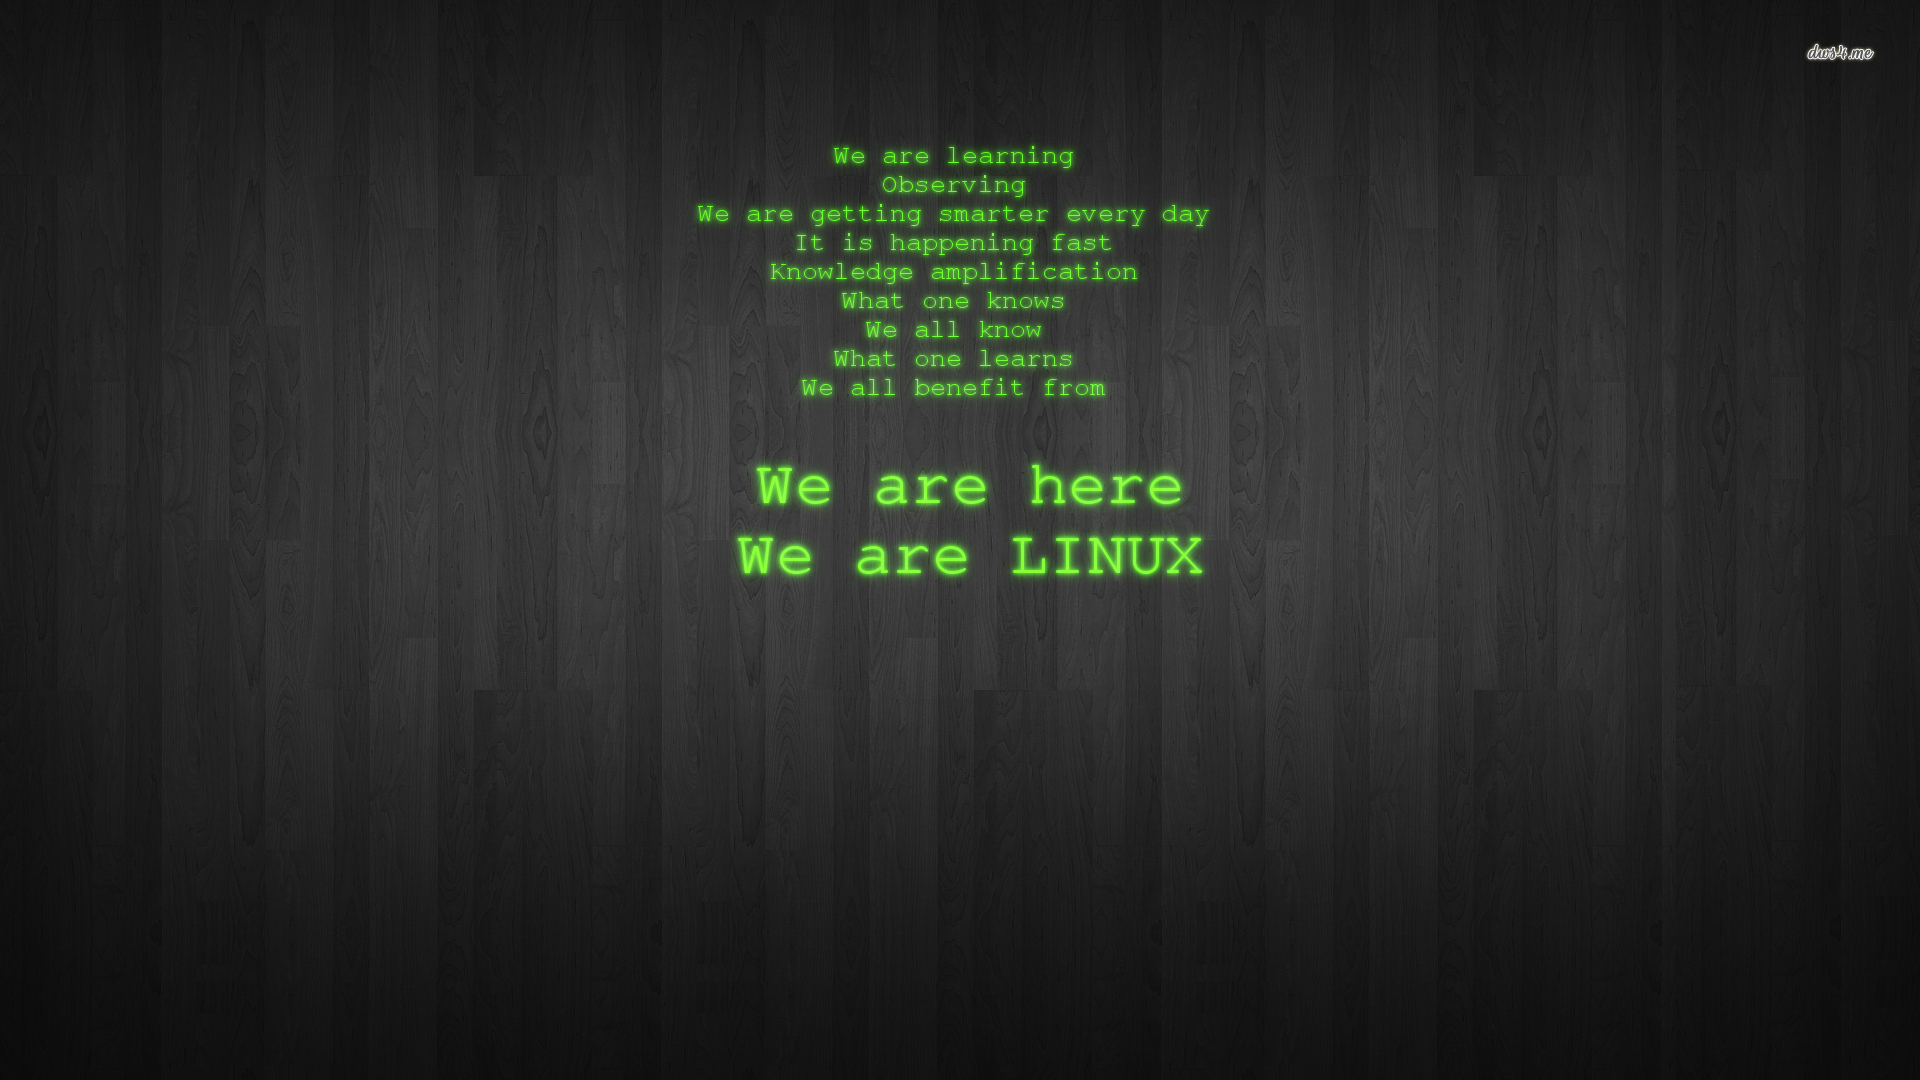 dws4.me
We are learning
Observing
We are getting smarter every day
It is happening fast
Knowledge amplification
What one knows
We all know
What one learns
We all benefit from
We are here
We are LINUX